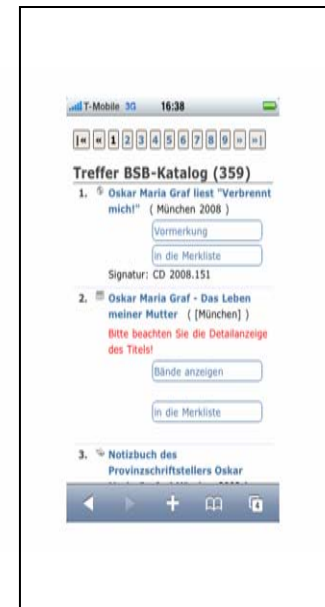 T-Mobile 3G 16:38
|« « 1 2 3 4 5 6 7 8 9 » »|
Treffer BSB-Katalog (359)
1. Oskar Maria Graf liest "Verbrennt
mich!" ( München 2008 )
Vormerkung
in die Merkliste
Signatur: CD 2008.151
2. Oskar Maria Graf - Das Leben
meiner Mutter ( [München] )
Bitte beachten Sie die Detailanzeige
des Titels!
Bände anzeigen
in die Merkliste
3. Notizbuch des
Provinzschriftstellers Oskar
4